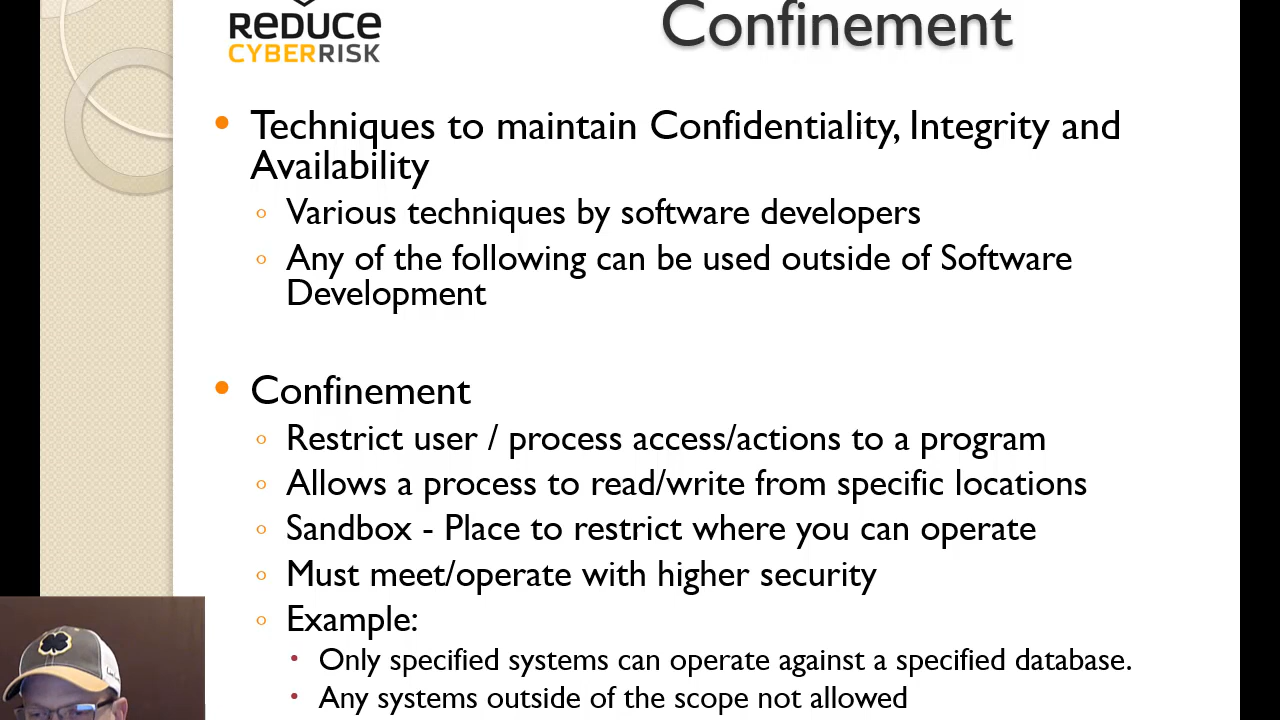 REDUCE
CYBERRISK
Confinement
Techniques to maintain Confidentiality, Integrity and
Availability
Various techniques by software developers
Any of the following can be used outside of Software
Development
Confinement
Restrict user / process access/actions to a program
Allows a process to read/write from specific locations
Sandbox - Place to restrict where you can operate
Must meet/operate with higher security
Example:
Only specified systems can operate against a specified database.
Any systems outside of the scope not allowed